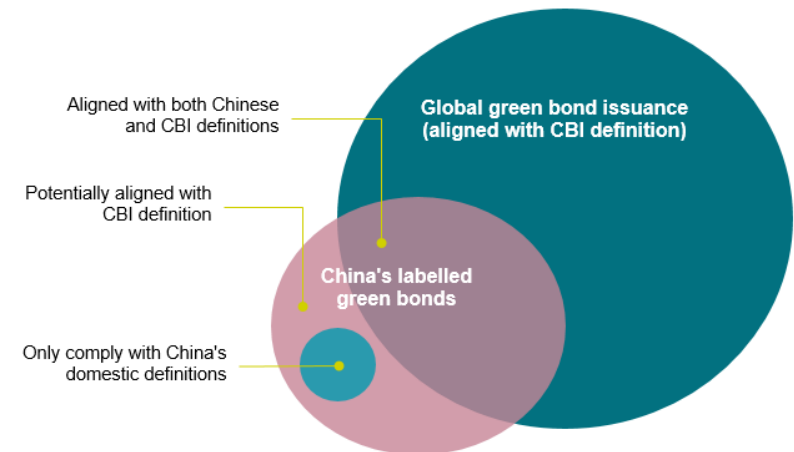 Aligned with both Chinese
and CBI definitions
Global green bond issuance
(aligned with CBI definition)
Potentially aligned with
CBI definition
China's labelled
green bonds
Only comply with China's
domestic definitions